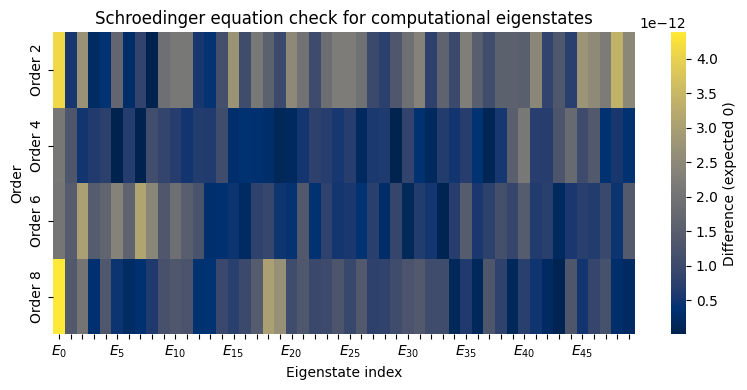 Schroedinger equation check for computational eigenstates
1e−12
Order
Order 2
Order 4
Order 6
Order 8
E0
E5
E10
E15
E20
E25
E30
E35
E40
E45
Eigenstate index
4.0
3.5
3.0
2.5
2.0
1.5
1.0
0.5
Difference (expected 0)